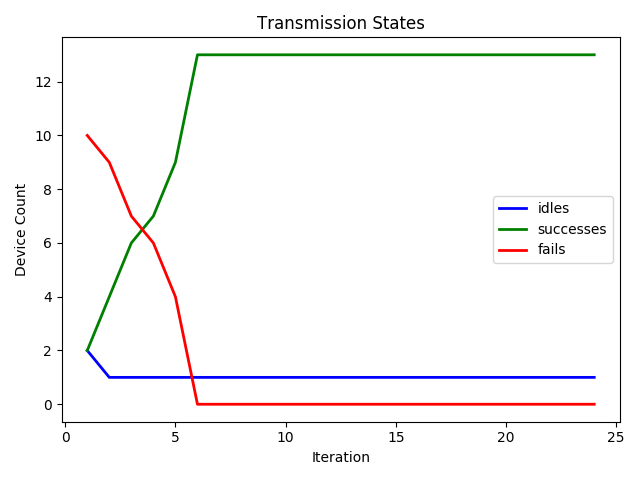 Transmission States
Device Count
12
10
8
6
4
2
0
idles
successes
fails
0 5 10 15 20 25
Iteration